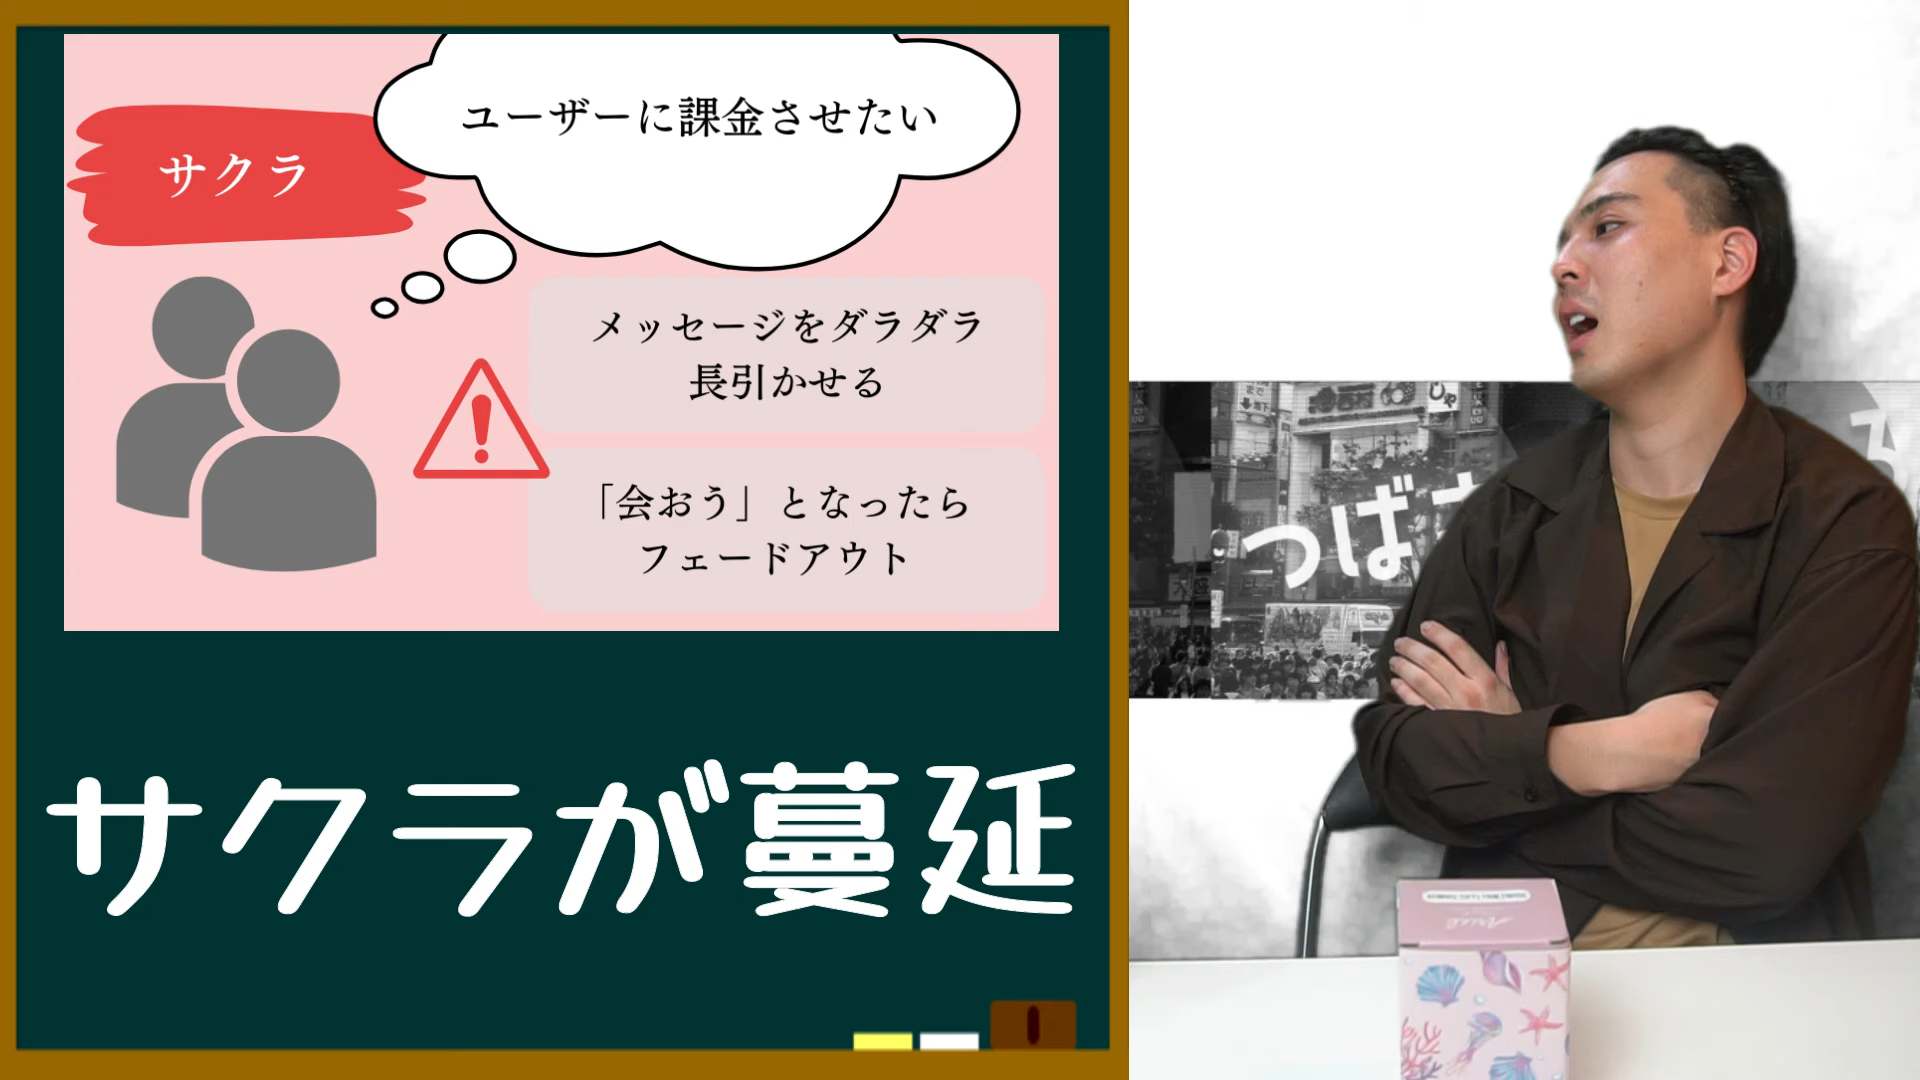 ユーザーに課金させたい
サクラ
メッセージをダラダラ
長引かせる
「会おう」となったら
フェードアウト
サクラが蔓延
つば